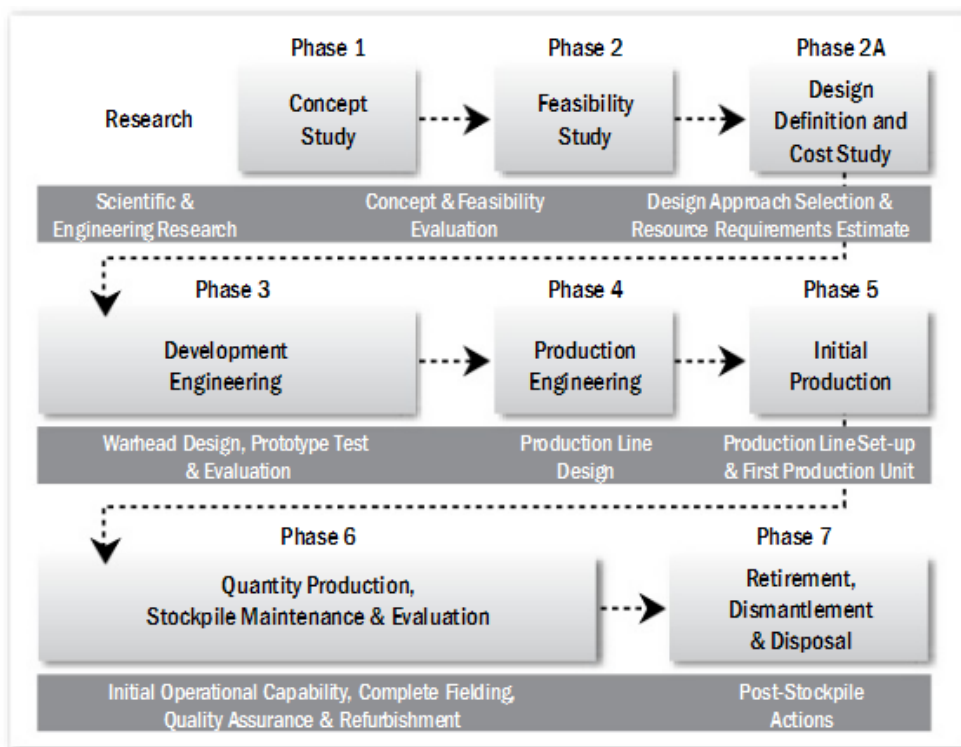 Phase 1
Phase 2
Phase 2A
Research
Concept
Study
Feasibility
Study
Design
Definition and
Cost Study
Scientific &
Engineering Research
Concept & Feasibility
Evaluation
Design Approach Selection &
Resource Requirements Estimate
Phase 3
Phase 4
Phase 5
Development
Engineering
Production
Engineering
Initial
Production
Warhead Design, Prototype Test
& Evaluation
Production Line
Design
Production Line Set-up
& First Production Unit
Phase 6
Phase 7
Quantity Production,
Stockpile Maintenance & Evaluation
Retirement,
Dismantlement
& Disposal
Initial Operational Capability, Complete Fielding,
Quality Assurance & Refurbishment
Post-Stockpile
Actions